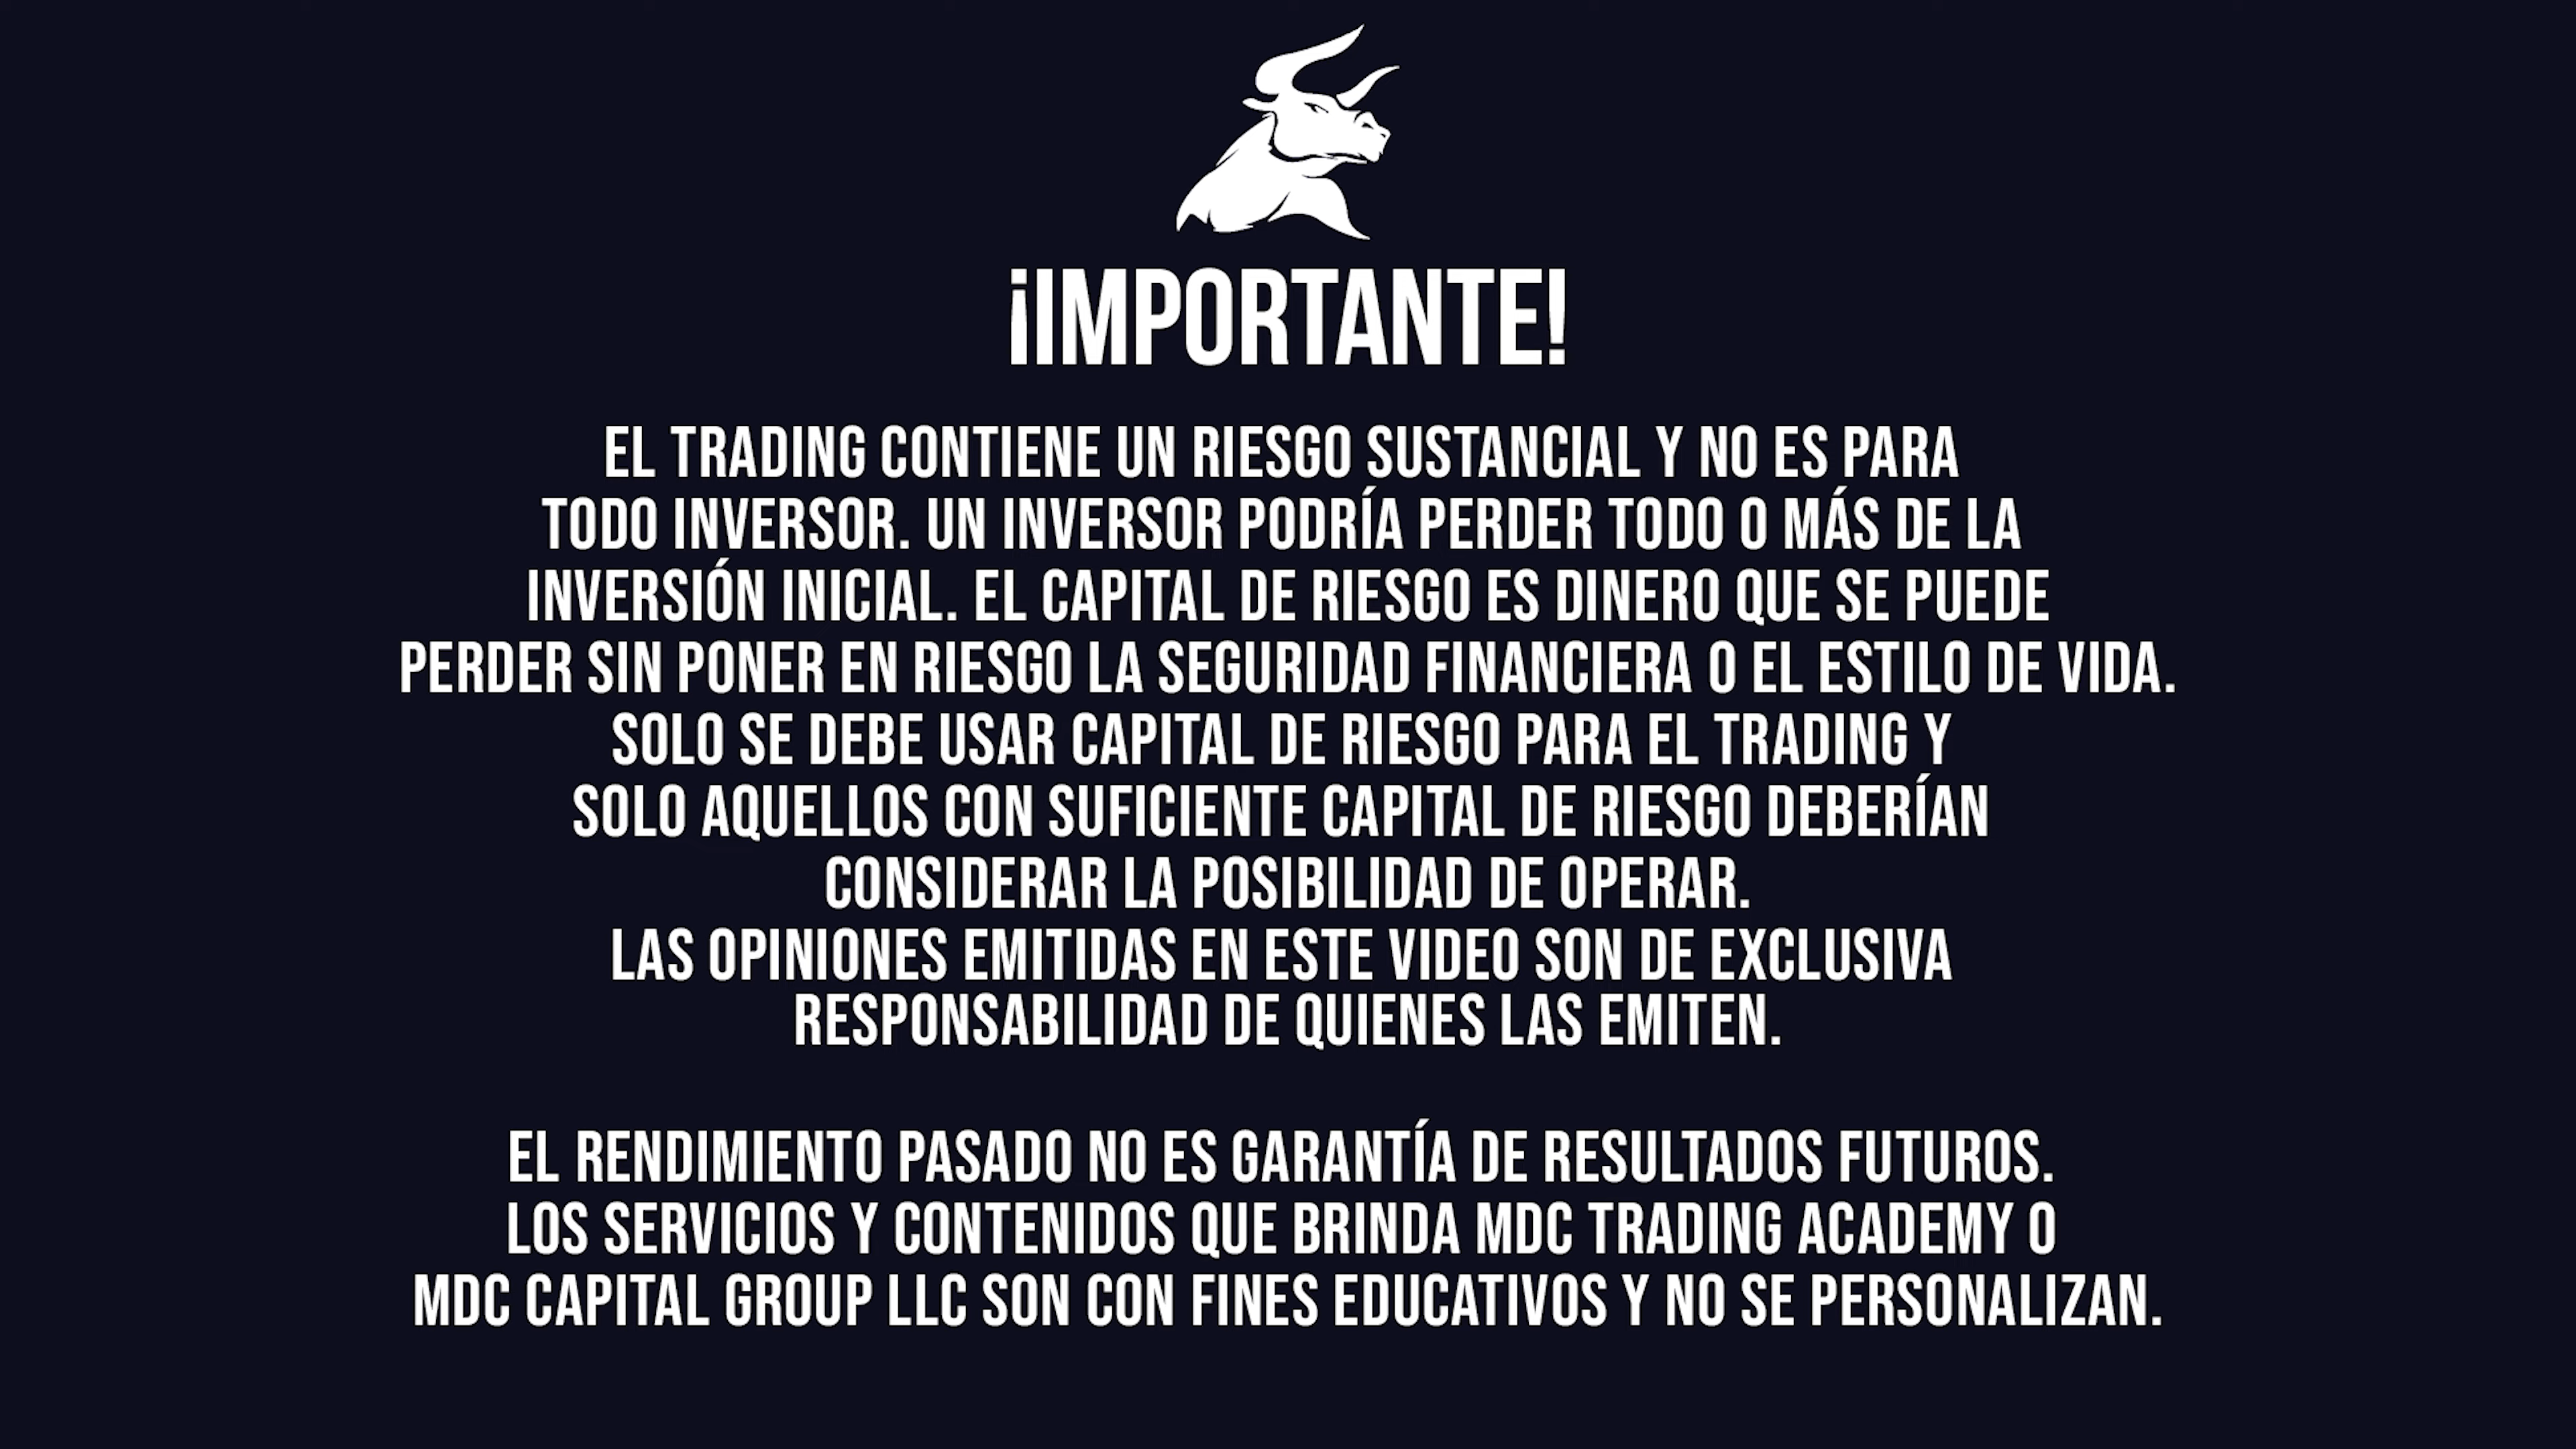 ¡IMPORTANTE!
EL TRADING CONTIENE UN RIESGO SUSTANCIAL Y NO ES PARA
TODO INVERSOR. UN INVERSOR PODRÍA PERDER TODO O MÁS DE LA
INVERSIÓN INICIAL. EL CAPITAL DE RIESGO ES DINERO QUE SE PUEDE
PERDER SIN PONER EN RIESGO LA SEGURIDAD FINANCIERA O EL ESTILO DE VIDA.
SOLO SE DEBE USAR CAPITAL DE RIESGO PARA EL TRADING Y
SOLO AQUELLOS CON SUFICIENTE CAPITAL DE RIESGO DEBERÍAN
CONSIDERAR LA POSIBILIDAD DE OPERAR.
LAS OPINIONES EMITIDAS EN ESTE VIDEO SON DE EXCLUSIVA
RESPONSABILIDAD DE QUIENES LAS EMITEN.
EL RENDIMIENTO PASADO NO ES GARANTÍA DE RESULTADOS FUTUROS.
LOS SERVICIOS Y CONTENIDOS QUE BRINDA MDC TRADING ACADEMY O
MDC CAPITAL GROUP LLC SON CON FINES EDUCATIVOS Y NO SE PERSONALIZAN.